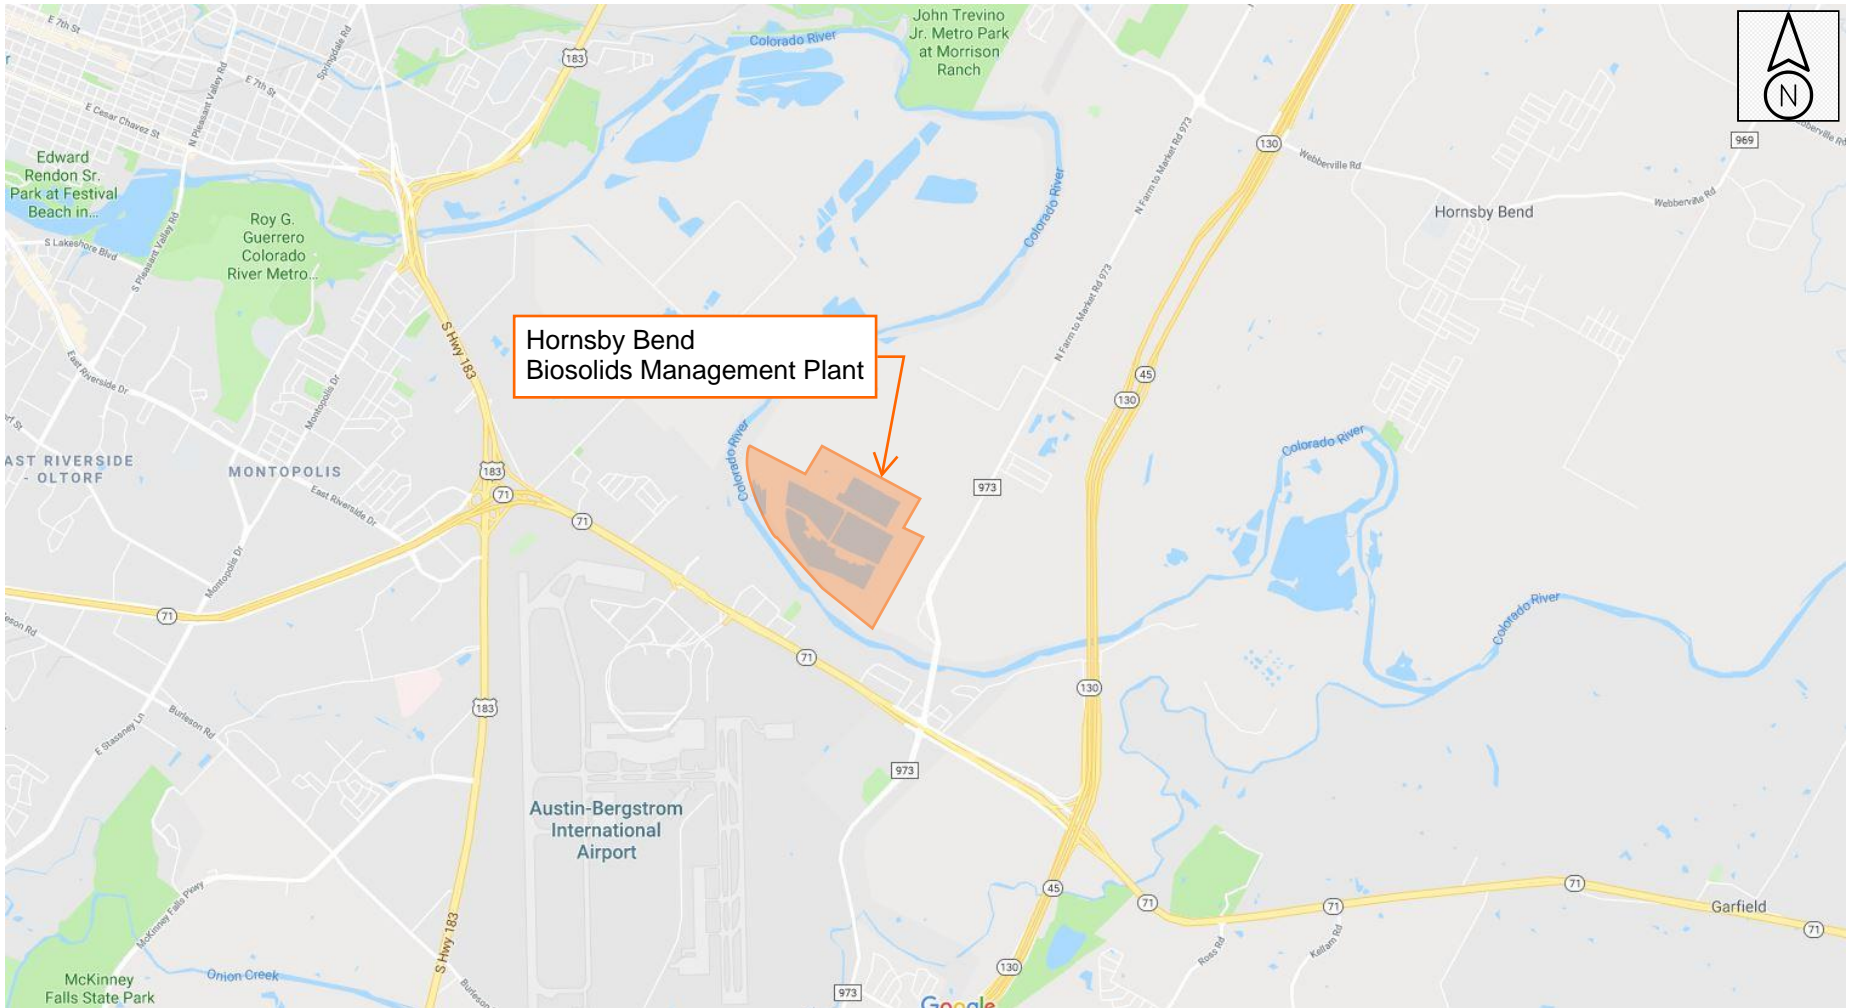 E 7th St
Springdale Rd
183
Colorado River
John Trevino
Jr. Metro Park
at Morrison
Ranch
N
E 7th St
N Pleasant Valley Rd
E Cesar Chavez St
N Farm to Market Rd 973
130
Webberville Rd
969
Edward
Rendon Sr.
Park at Festival
Beach in...
Roy G.
Guerrero
Colorado
River Metro...
Colorado River
Webberville Rd
Hornsby Bend
S Lakeshore Blvd
S Pleasant Valley Rd
N Farm to Market Rd 973
S Hwy 183
Hornsby Bend
Biosolids Management Plant
East Riverside Dr
Montopolis Dr
45
130
Colorado River
Colorado River
AST RIVERSIDE
- OLTORF
MONTOPOLIS
183
71
973
East Riverside Dr
71
Montopolis Dr
71
Colorado River
71
130
183
Burleson Rd
E Stassney Ln
973
Austin-Bergstrom
International
Airport
McKinney Falls Pkwy
45
71
71
71
Garfield
71
S Hwy 183
Ross Rd
Kellam Rd
McKinney
Falls State Park
Onion Creek
130
973
Google